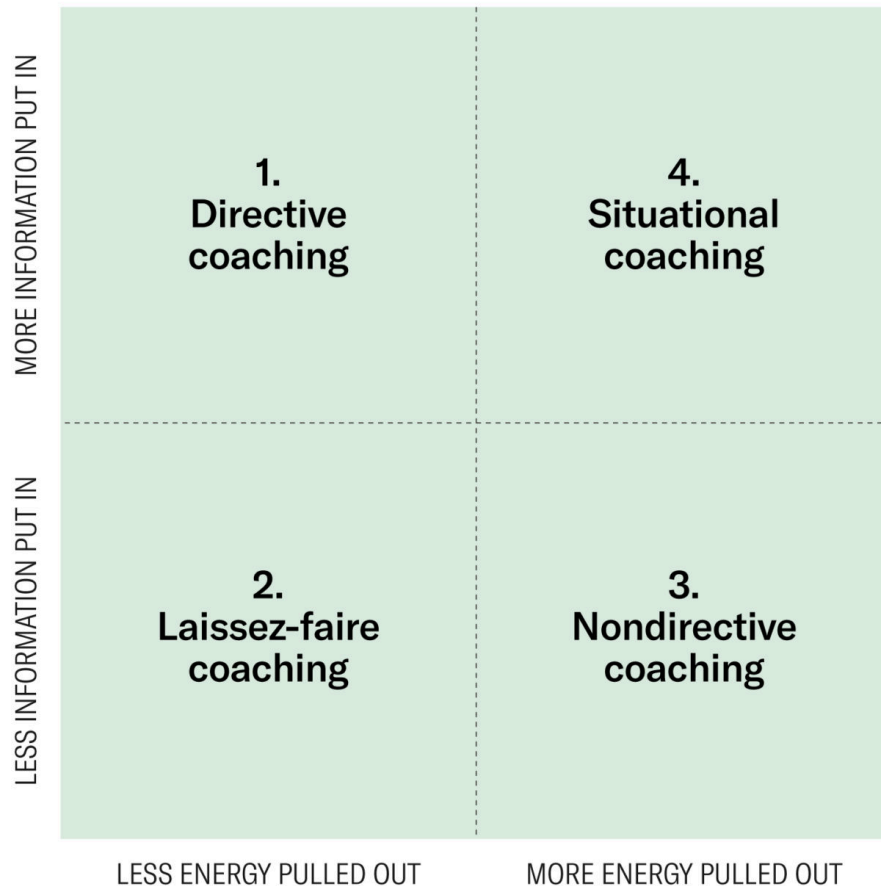 MORE INFORMATION PUT IN
1.
Directive
coaching
4.
Situational
coaching
LESS INFORMATION PUT IN
2.
Laissez-faire
coaching
3.
Nondirective
coaching
LESS ENERGY PULLED OUT
MORE ENERGY PULLED OUT